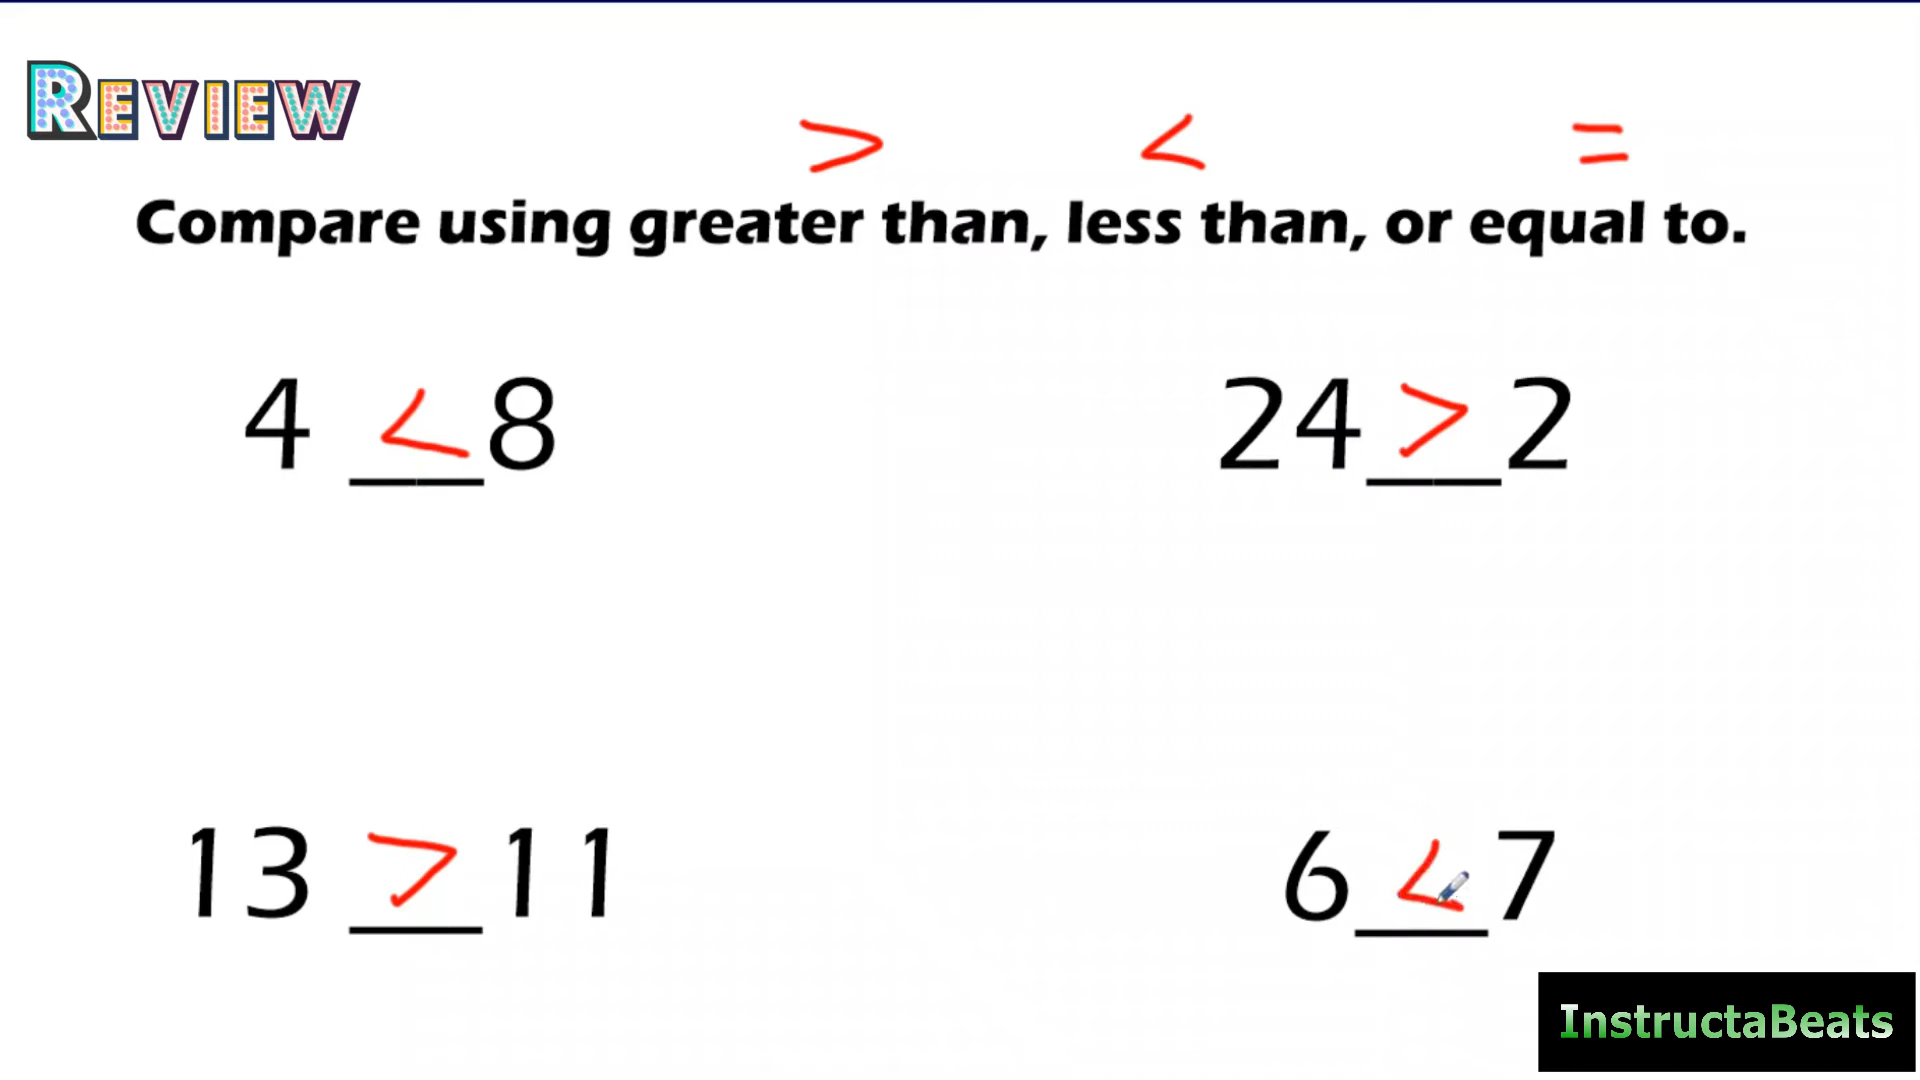 REVIEW
> < =
Compare using greater than, less than, or equal to.
4 < 8
24 > 2
13 > 11
6 < 7
InstructaBeats